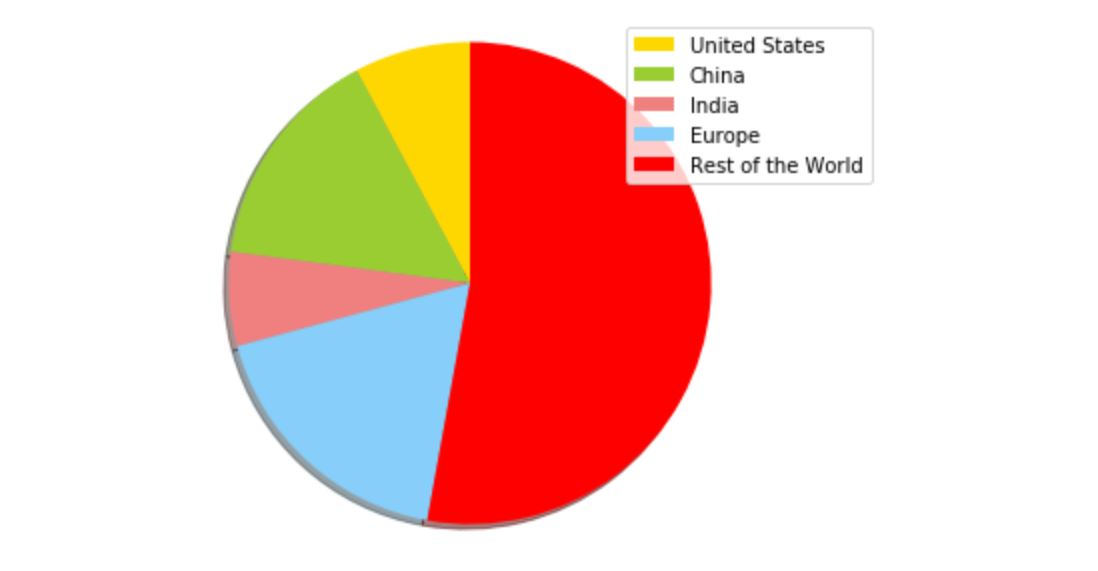 United States
China
India
Europe
Rest of the World